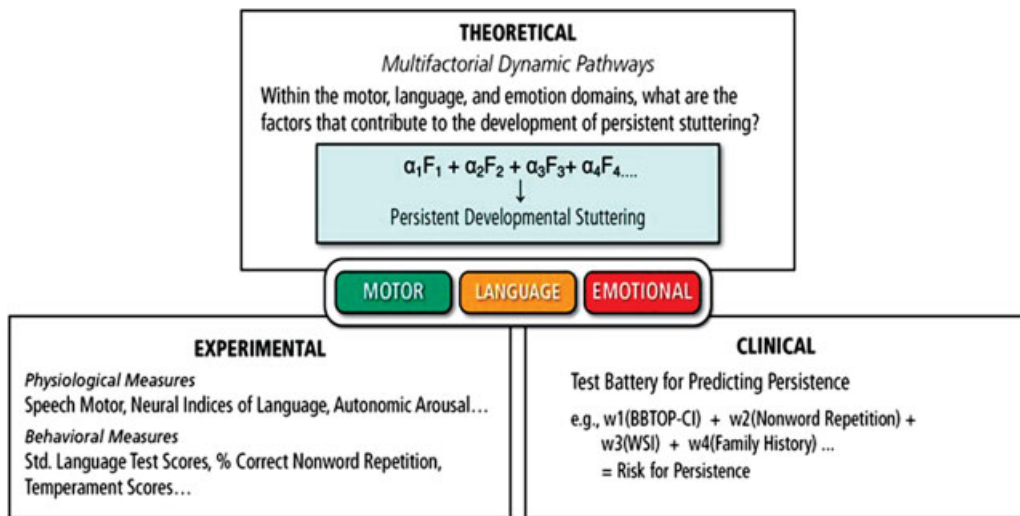 THEORETICAL
Multifactorial Dynamic Pathways
Within the motor, language, and emotion domains, what are the
factors that contribute to the development of persistent stuttering?
α₁F₁ + α₂F₂ + α₃F₃+ α₄F₄....
↓
Persistent Developmental Stuttering
MOTOR LANGUAGE EMOTIONAL
EXPERIMENTAL
Physiological Measures
Speech Motor, Neural Indices of Language, Autonomic Arousal…
Behavioral Measures
Std. Language Test Scores, % Correct Nonword Repetition,
Temperament Scores…
CLINICAL
Test Battery for Predicting Persistence
e.g., w1(BBTOP-CI) + w2(Nonword Repetition) +
w3(WSI) + w4(Family History) ...
= Risk for Persistence